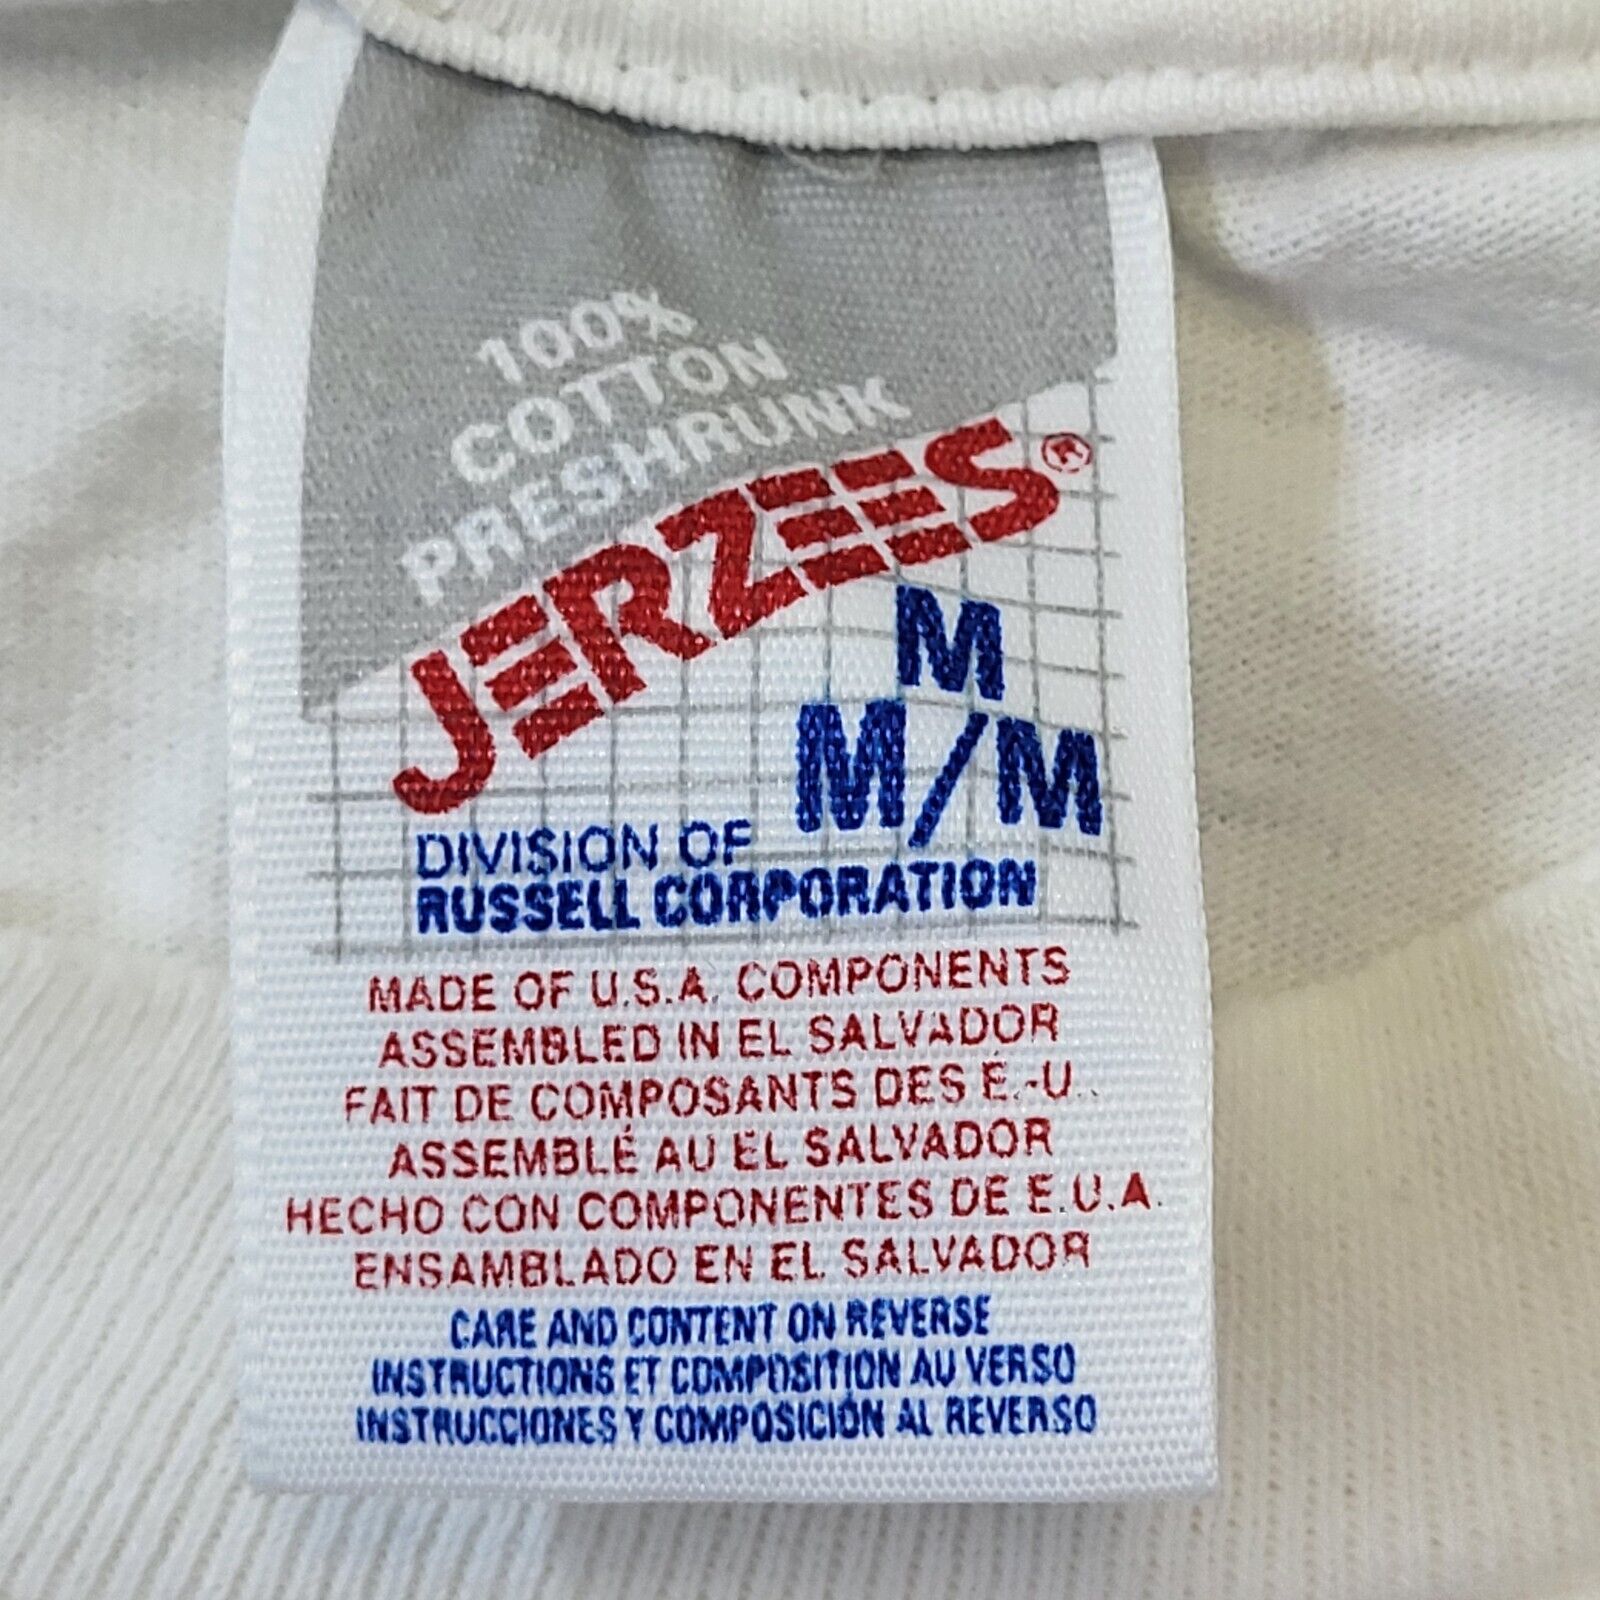 100%
COTTON
PRESHRUNK
JERZEES®
M
M/M
DIVISION OF
RUSSELL CORPORATION
MADE OF U.S.A. COMPONENTS
ASSEMBLED IN EL SALVADOR
FAIT DE COMPOSANTS DES É.-U..
ASSEMBLÉ AU EL SALVADOR
HECHO CON COMPONENTES DE E.U.A.
ENSAMBLADO EN EL SALVADOR
CARE AND CONTENT ON REVERSE
INSTRUCTIONS ET COMPOSITION AU VERSO
INSTRUCCIONES Y COMPOSICIÓN AL REVERSO